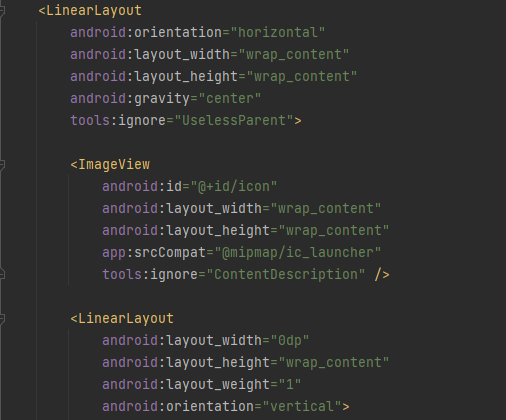 <LinearLayout
android:orientation="horizontal"
android:layout_width="wrap_content"
android:layout_height="wrap_content"
android:gravity="center"
tools:ignore="UselessParent">
<ImageView
android:id="@+id/icon"
android:layout_width="wrap_content"
android:layout_height="wrap_content"
app:srcCompat="@mipmap/ic_launcher"
tools:ignore="ContentDescription" />
<LinearLayout
android:layout_width="0dp"
android:layout_height="wrap_content"
android:layout_weight="1"
android:orientation="vertical">